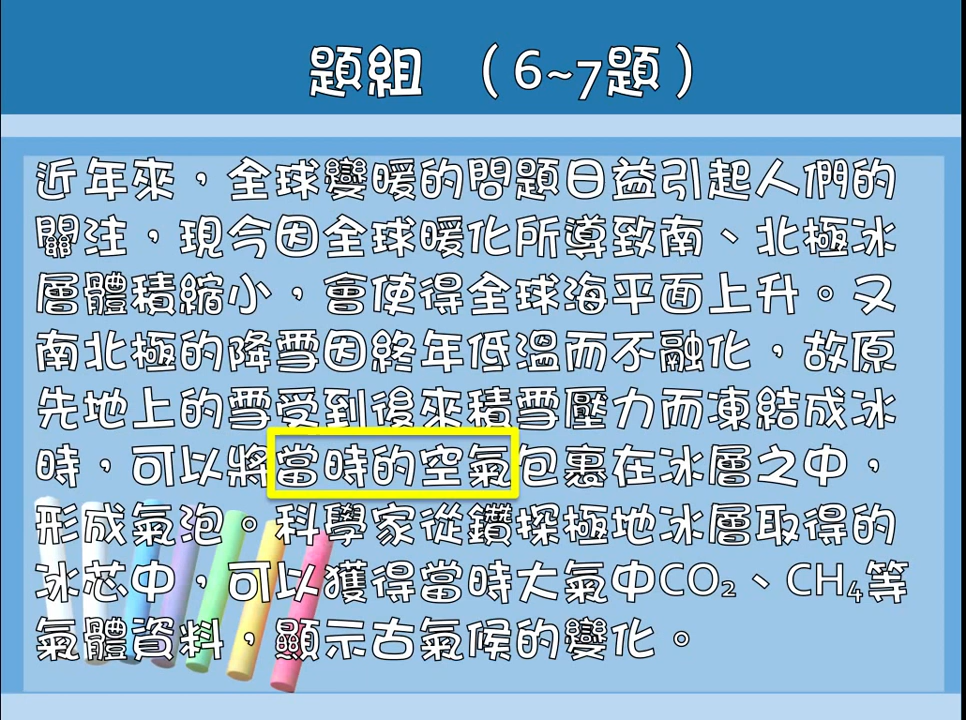 題組 （6~7題）
近年來，全球變暖的問題日益引起人們的
關注，現今因全球暖化所導致南、北極冰
層體積縮小，會使得全球海平面上升。又
南北極的降雪因終年低溫而不融化，故原
先地上的雪受到後來積雪壓力而凍結成冰
時，可以將當時的空氣包裹在冰層之中，
形成氣泡。科學家從鑽探極地冰層取得的
冰芯中，可以獲得當時大氣中CO₂、CH₄等
氣體資料，顯示古氣候的變化。